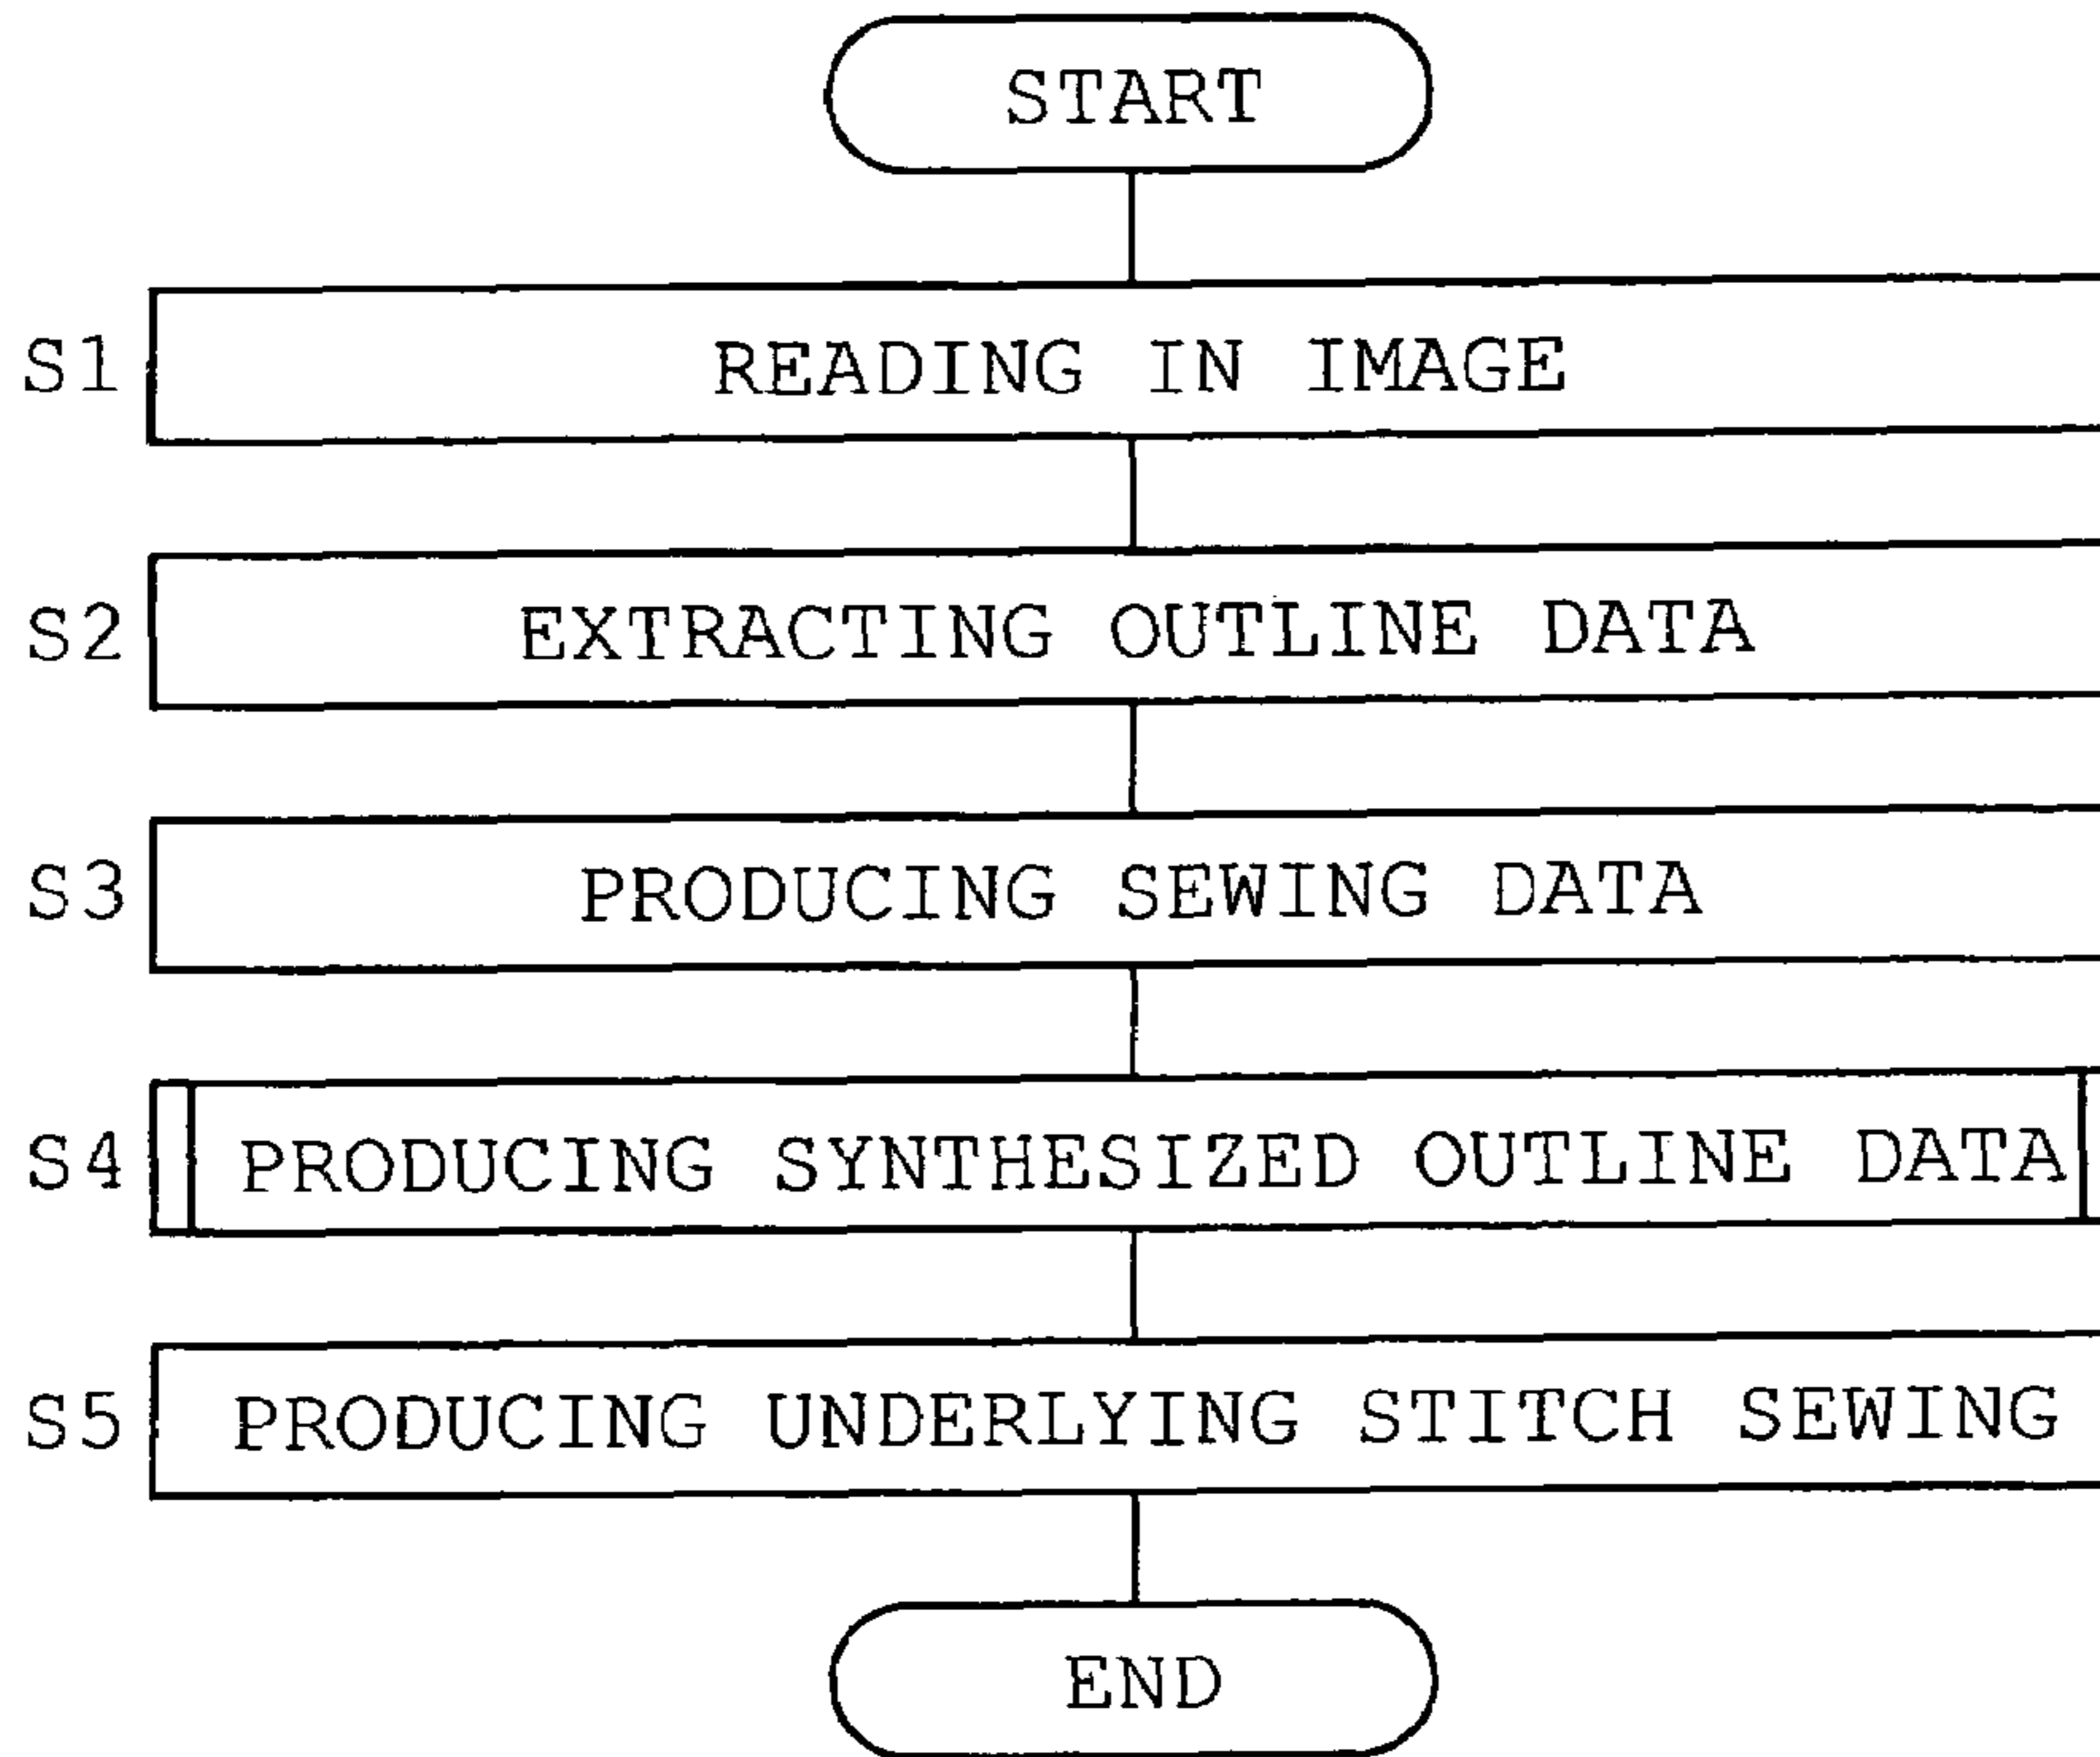 START
S1 READING IN IMAGE
S2 EXTRACTING OUTLINE DATA
S3 PRODUCING SEWING DATA
S4 PRODUCING SYNTHESIZED OUTLINE DATA
S5 PRODUCING UNDERLYING STITCH SEWING
END